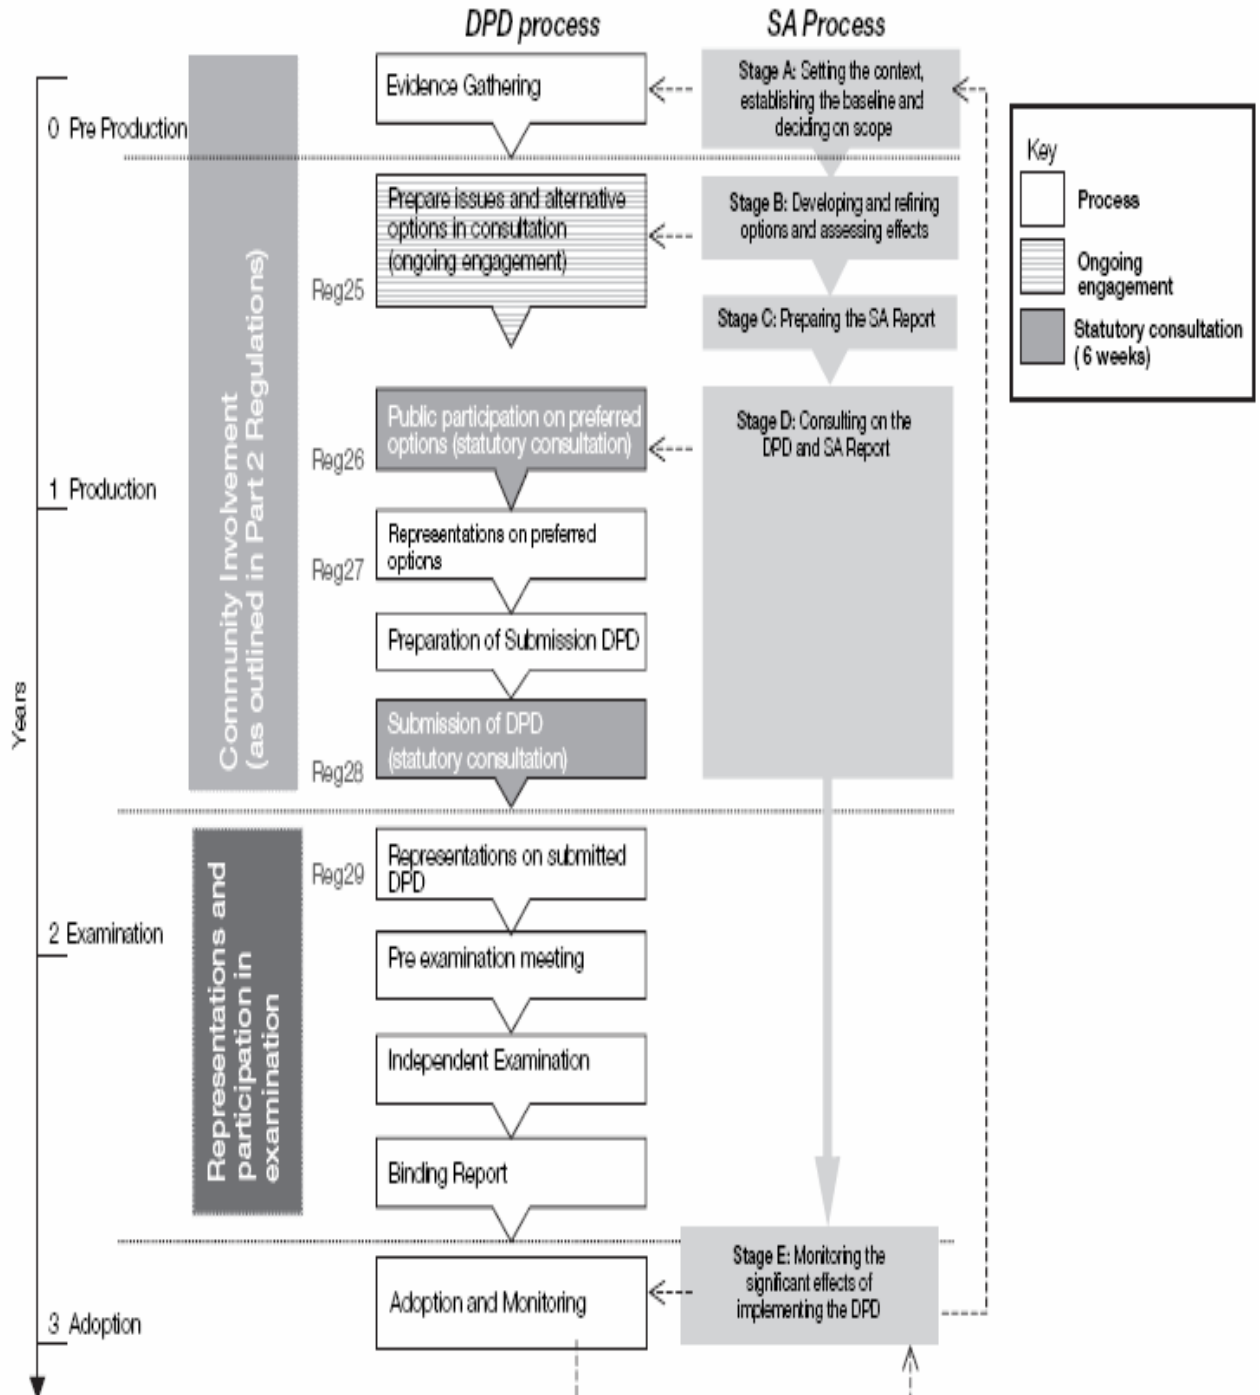 DPD process
SA Process
Evidence Gathering
Stage A: Setting the context,
establishing the baseline and
deciding on scope
0 Pre Production
Key
Process
Ongoing
engagement
Statutory consultation
( 6 weeks)
Prepare issues and alternative
options in consultation
(ongoing engagement)
Stage B: Developing and refining
options and assessing effects
Reg25
Stage C: Preparing the SA Report
Community Involvement
(as outlined in Part 2 Regulations)
Public participation on preferred
options (statutory consultation)
Stage D: Consulting on the
DPD and SA Report
Reg26
1 Production
Representations on preferred
options
Reg27
Preparation of Submission DPD
Years
Submission of DPD
(statutory consultation)
Reg28
Representations and
participation in
examination
Representations on submitted
DPD
Reg29
2 Examination
Pre examination meeting
Independent Examination
Binding Report
Stage E: Monitoring the
significant effects of
implementing the DPD
Adoption and Monitoring
3 Adoption